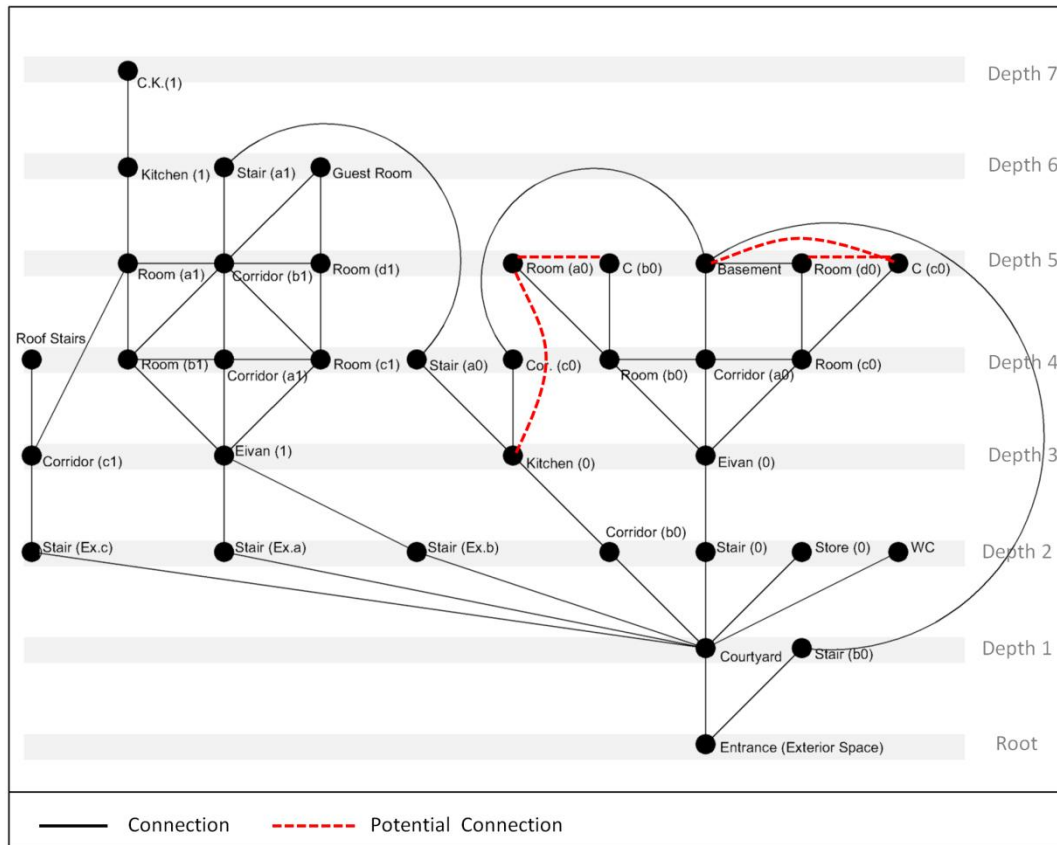 Depth 7
C.K.(1)
Depth 6
Kitchen (1)
Stair (a1)
Guest Room
Depth 5
Room (a1)
Corridor (b1)
Room (d1)
Room (a0)
C (b0)
Basement
Room (d0)
C (c0)
Roof Stairs
Depth 4
Room (b1)
Corridor (a1)
Room (c1)
Stair (a0)
Cor. (c0)
Room (b0)
Corridor (a0)
Room (c0)
Depth 3
Corridor (c1)
Eivan (1)
Kitchen (0)
Eivan (0)
Corridor (b0)
Depth 2
Stair (Ex.c)
Stair (Ex.a)
Stair (Ex.b)
Stair (0)
Store (0)
WC
Depth 1
Courtyard
Stair (b0)
Root
Entrance (Exterior Space)
Connection
Potential Connection